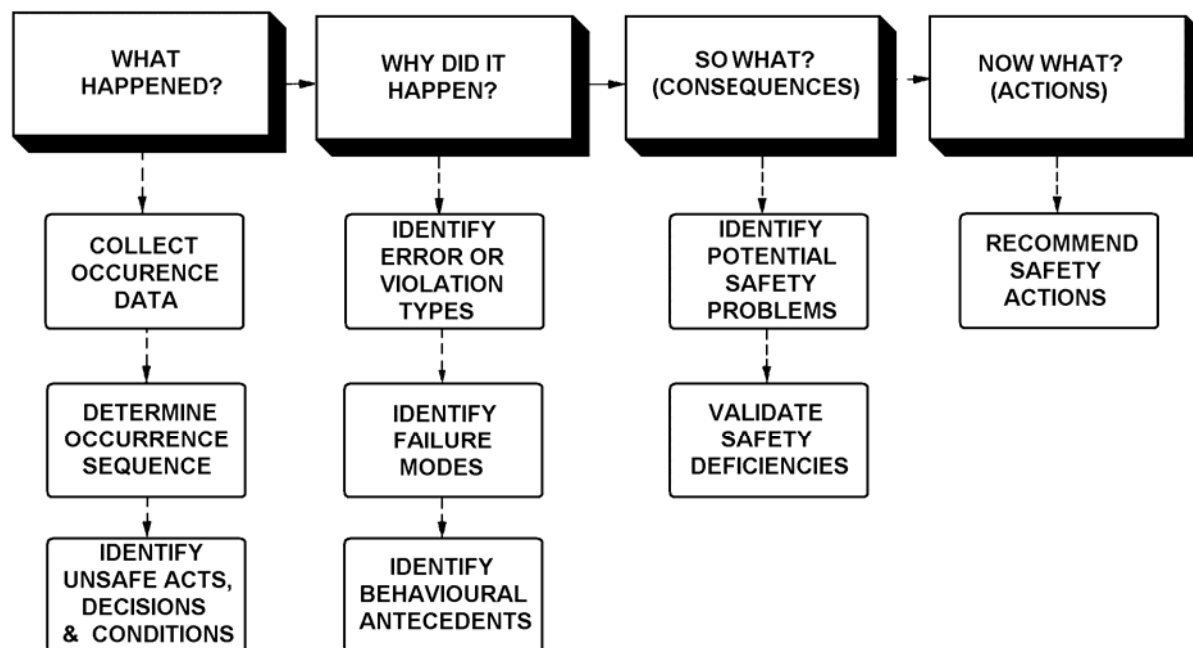 WHAT
HAPPENED?
WHY DID IT
HAPPEN?
SO WHAT?
(CONSEQUENCES)
NOW WHAT?
(ACTIONS)
COLLECT
OCCURENCE
DATA
IDENTIFY
ERROR OR
VIOLATION
TYPES
IDENTIFY
POTENTIAL
SAFETY
PROBLEMS
RECOMMEND
SAFETY
ACTIONS
DETERMINE
OCCURRENCE
SEQUENCE
IDENTIFY
FAILURE
MODES
VALIDATE
SAFETY
DEFICIENCIES
IDENTIFY
UNSAFE ACTS,
DECISIONS
& CONDITIONS
IDENTIFY
BEHAVIOURAL
ANTECEDENTS